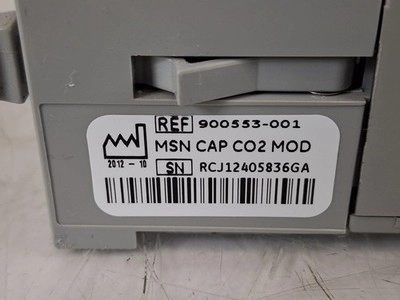 REF 900553-001
MSN CAP CO2 MOD
2012 - 10
SN RCJ12405836GA